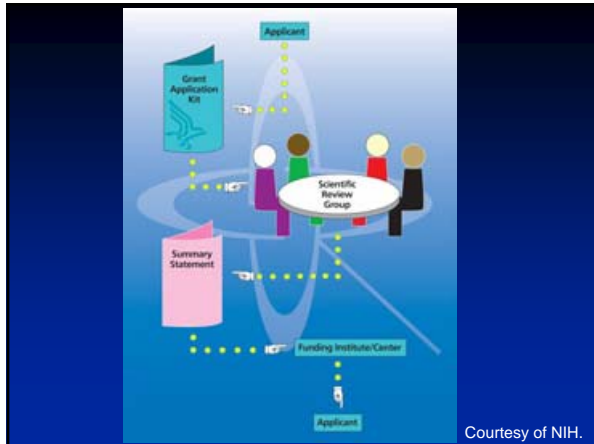 Applicant
Grant
Application
Kit
Scientific
Review
Group
Summary
Statement
Funding Institute/Center
Applicant
Courtesy of NIH.